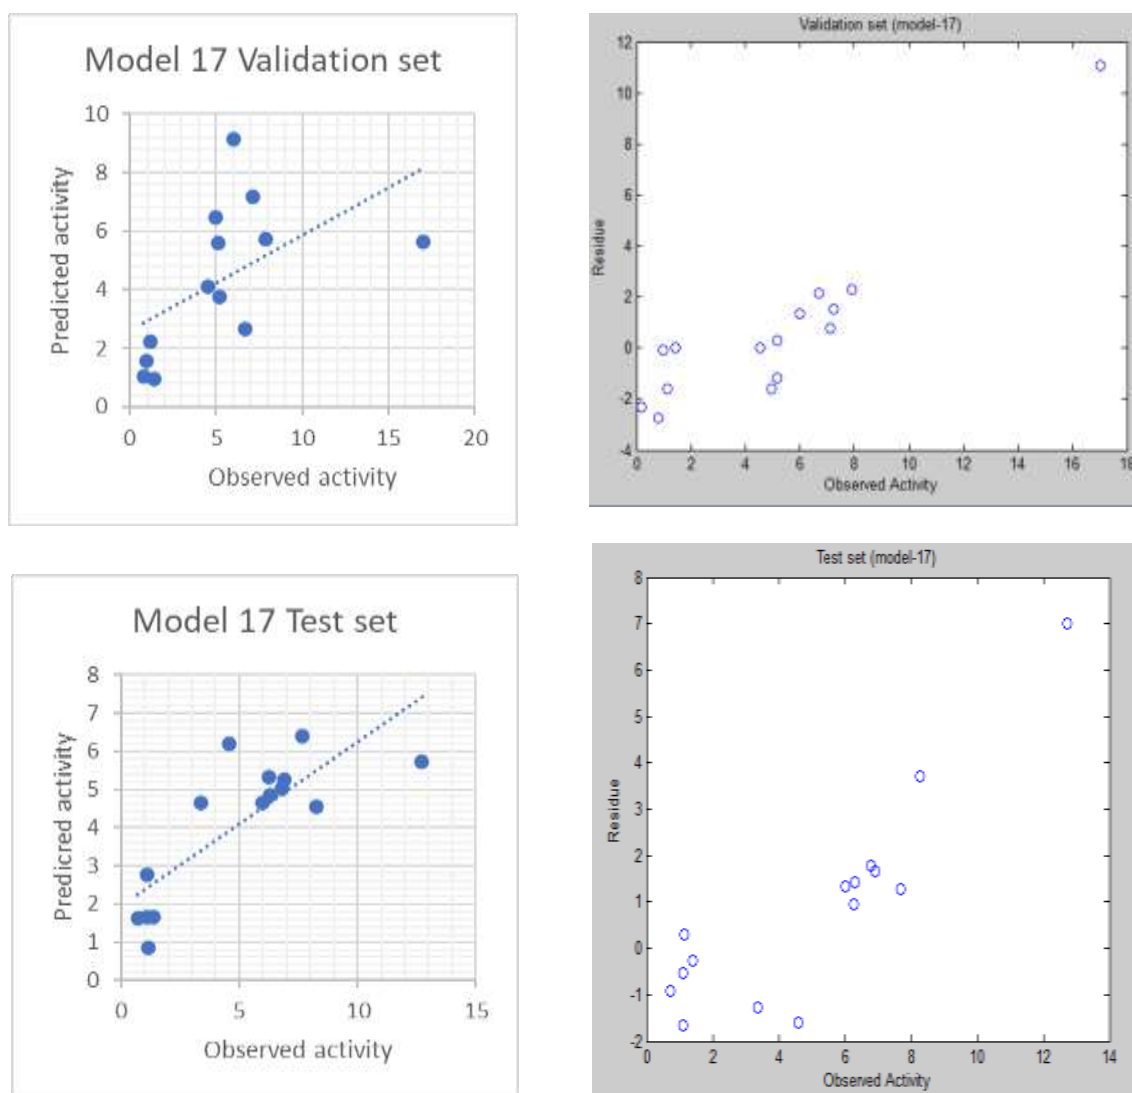 Model 17 Validation set
10
8
6
4
2
0
Predicted activity
0 5 10 15 20
Observed activity
Validation set (model-17)
12
10
8
6
4
2
0
-2
-4
Residue
0 2 4 6 8 10 12 14 16 18
Observed Activity
Model 17 Test set
8
7
6
5
4
3
2
1
0
Predicred activity
0 5 10 15
Observed activity
Test set (model-17)
8
7
6
5
4
3
2
1
0
-1
-2
Residue
0 2 4 6 8 10 12 14
Observed Activity